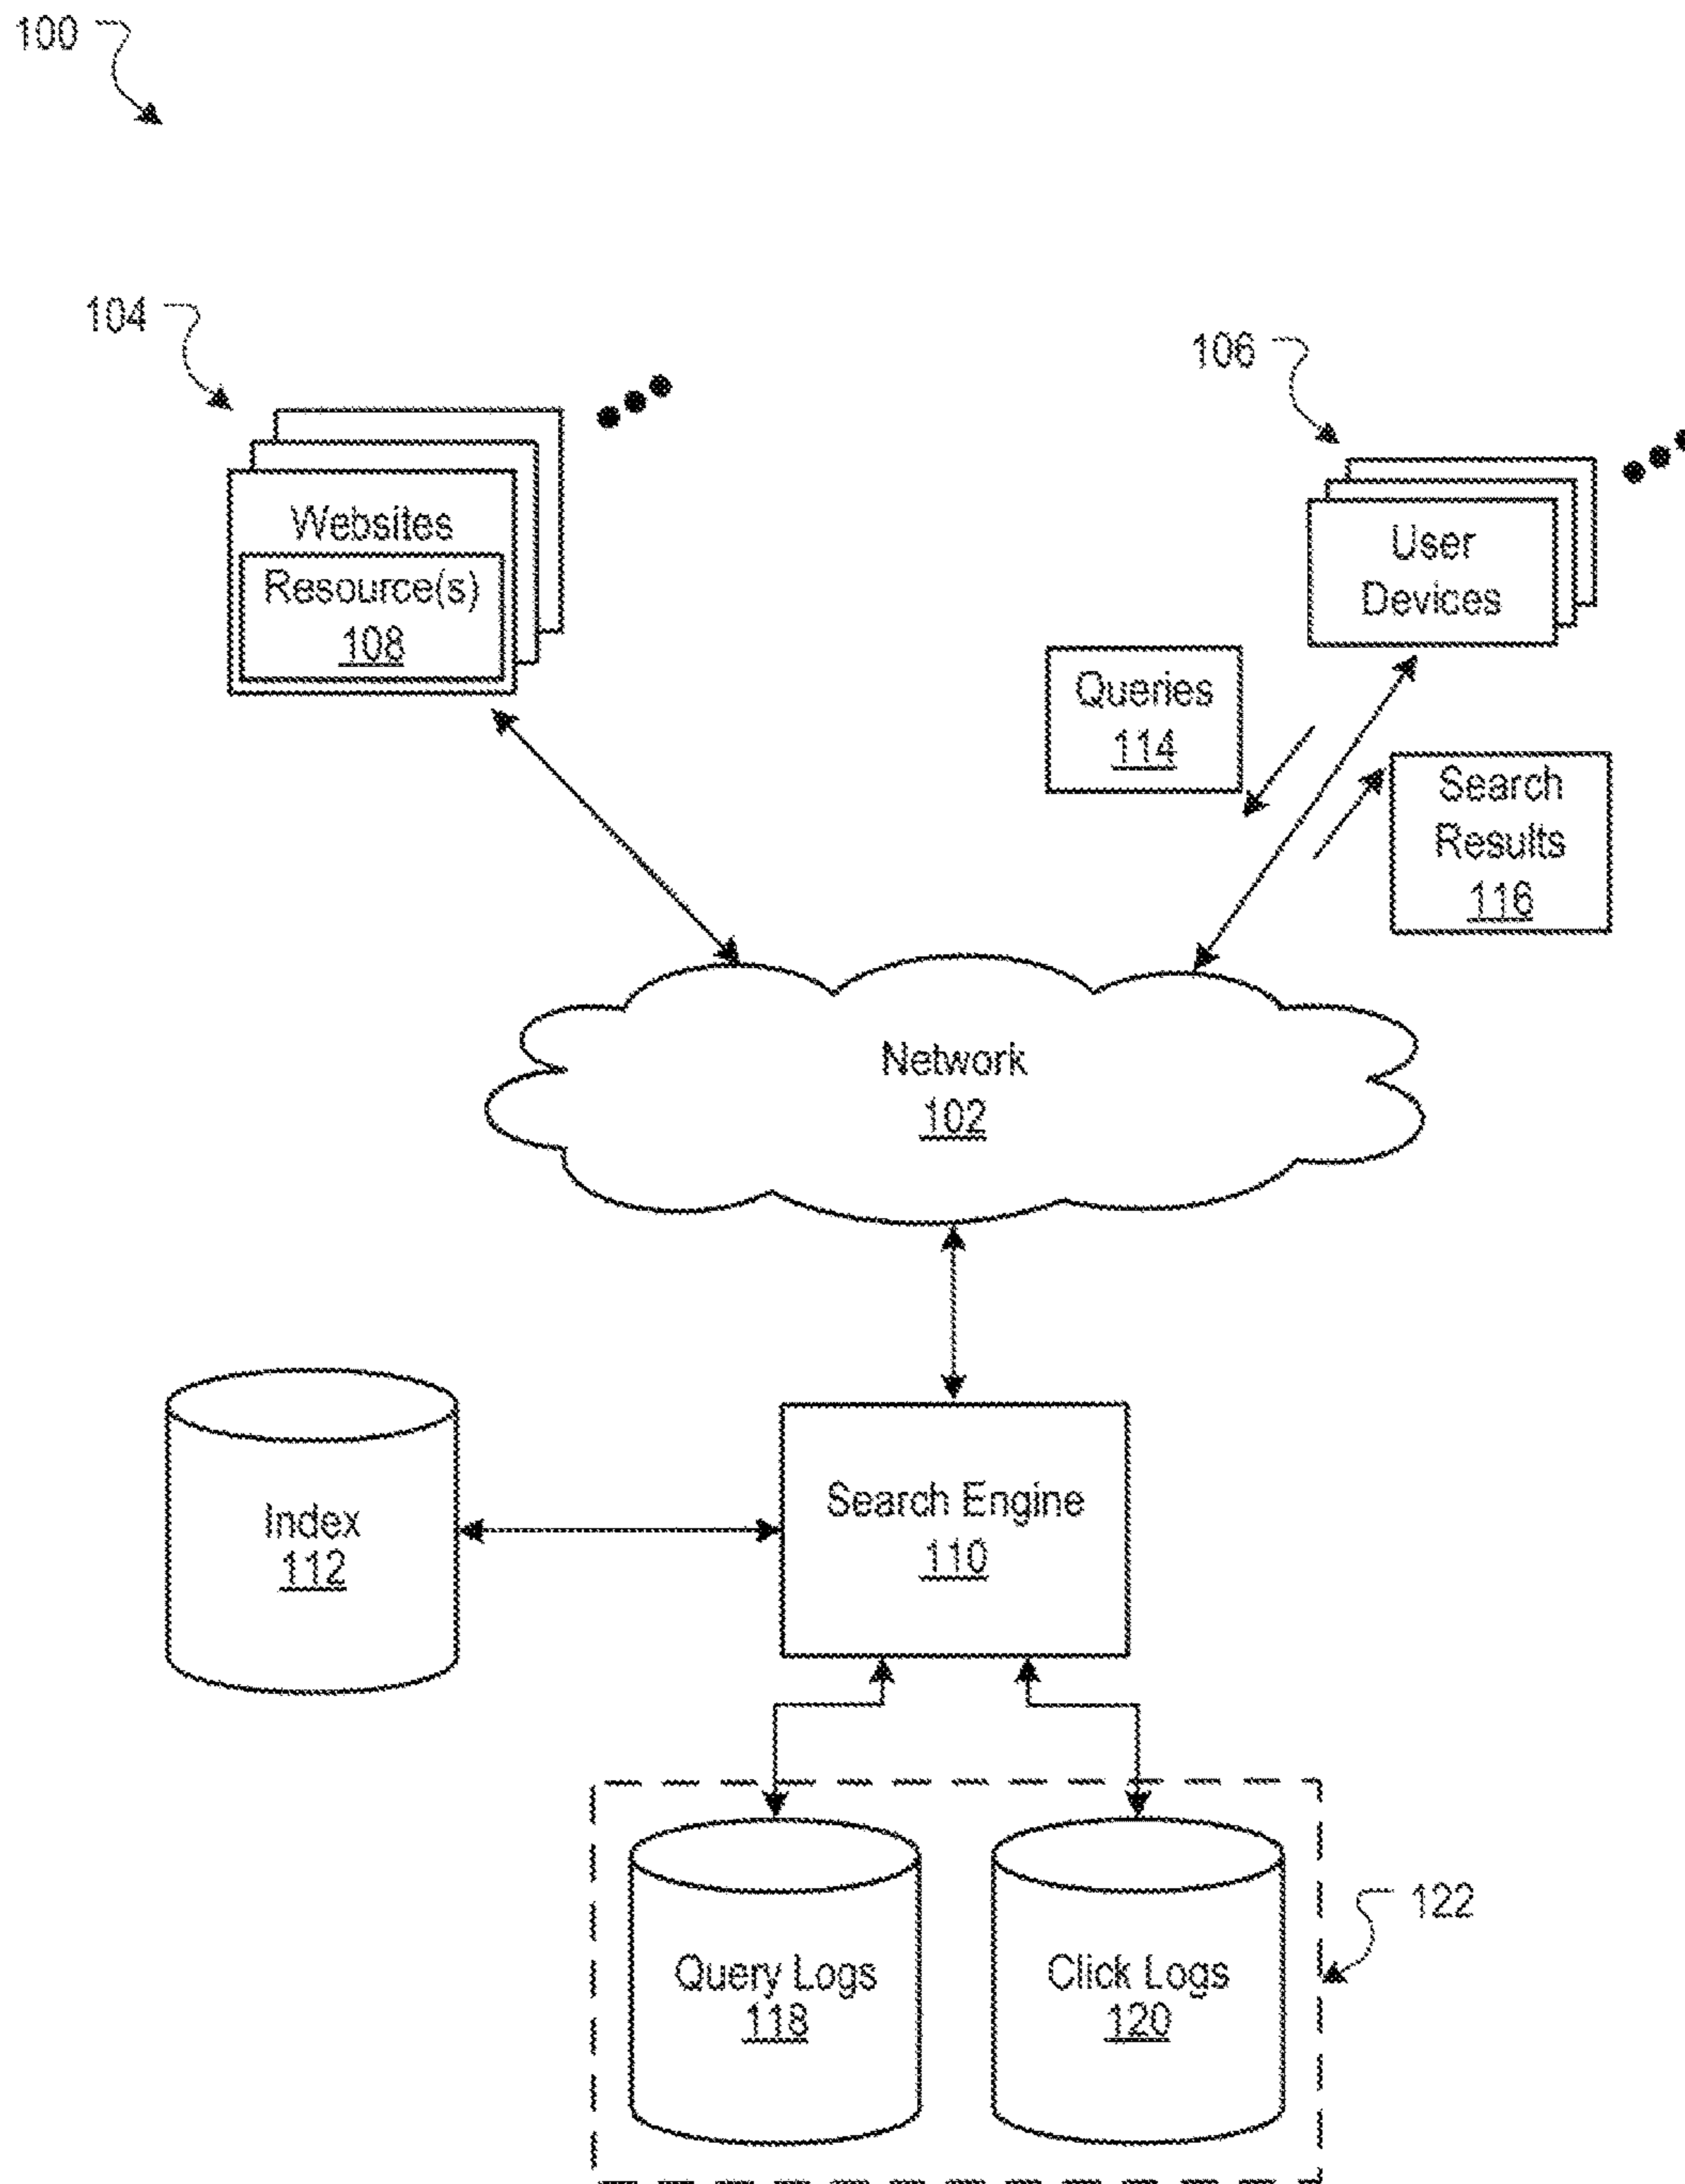 100
104
106
Websites
Resource(s)
108
User
Devices
Queries
114
Search
Results
116
Network
102
Index
112
Search Engine
110
122
Query Logs
118
Click Logs
120